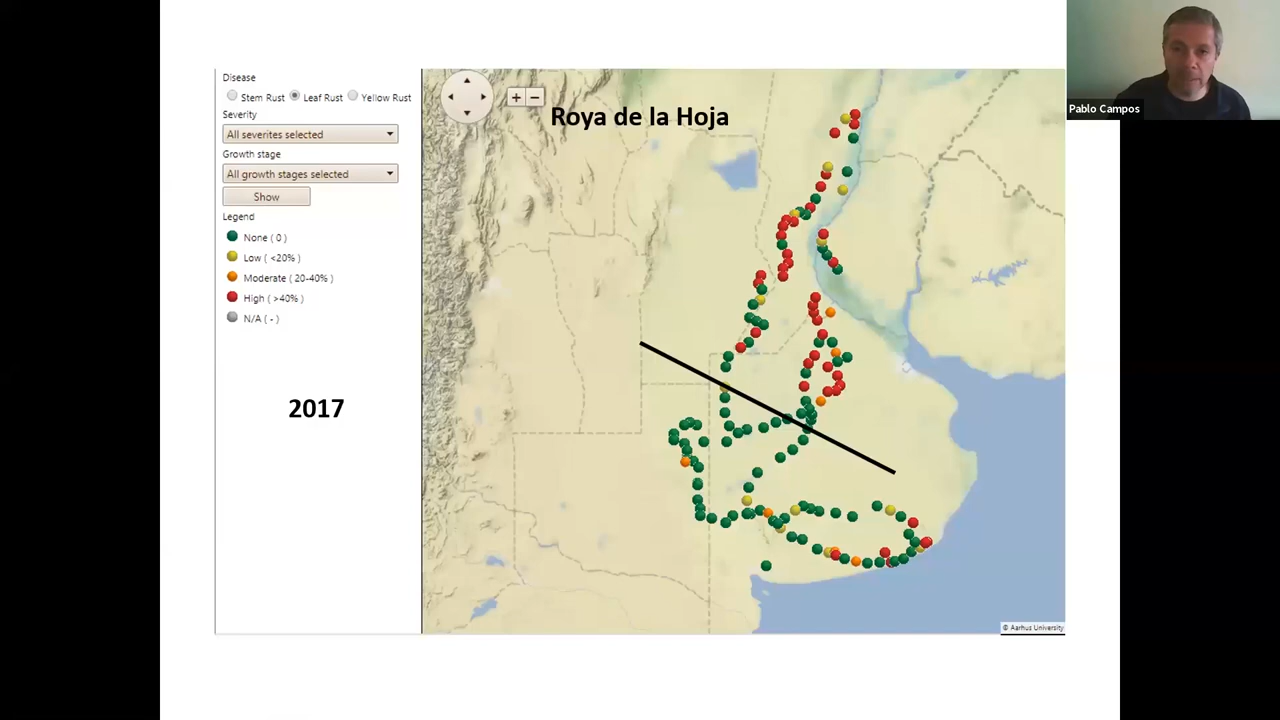 Disease
Stem Rust Leaf Rust Yellow Rust
Severity
All severites selected
Growth stage
All growth stages selected
Show
Legend
None ( 0 )
Low ( <20% )
Moderate ( 20-40% )
High ( >40% )
N/A ( - )
2017
+ −
Roya de la Hoja
© Aarhus University
Pablo Campos